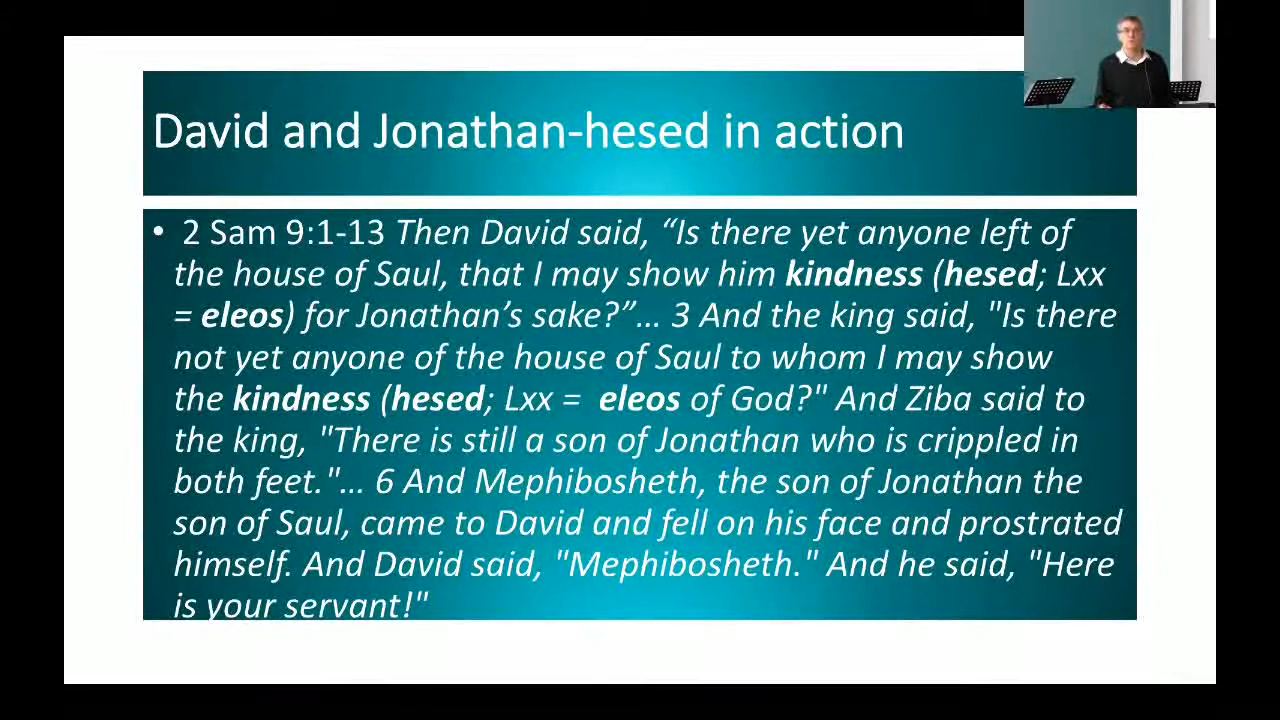 David and Jonathan-hesed in action
• 2 Sam 9:1-13 Then David said, “Is there yet anyone left of
the house of Saul, that I may show him kindness (hesed; Lxx
= eleos) for Jonathan’s sake?”… 3 And the king said, "Is there
not yet anyone of the house of Saul to whom I may show
the kindness (hesed; Lxx = eleos of God?" And Ziba said to
the king, "There is still a son of Jonathan who is crippled in
both feet."… 6 And Mephibosheth, the son of Jonathan the
son of Saul, came to David and fell on his face and prostrated
himself. And David said, "Mephibosheth." And he said, "Here
is your servant!"